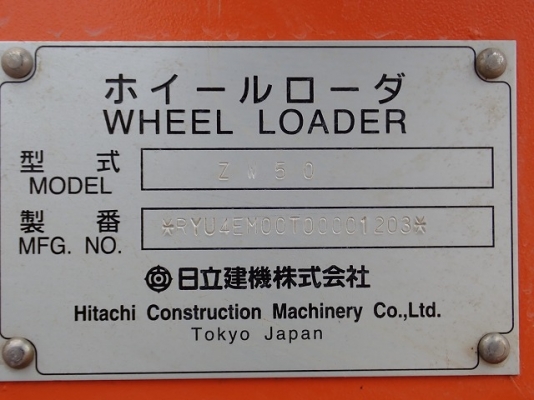 ホイールローダ
WHEEL LOADER
型式 ZW50
MODEL
製番 *RYU4EM00T00001203*
MFG. NO.
日立建機株式会社
Hitachi Construction Machinery Co.,Ltd.
Tokyo Japan